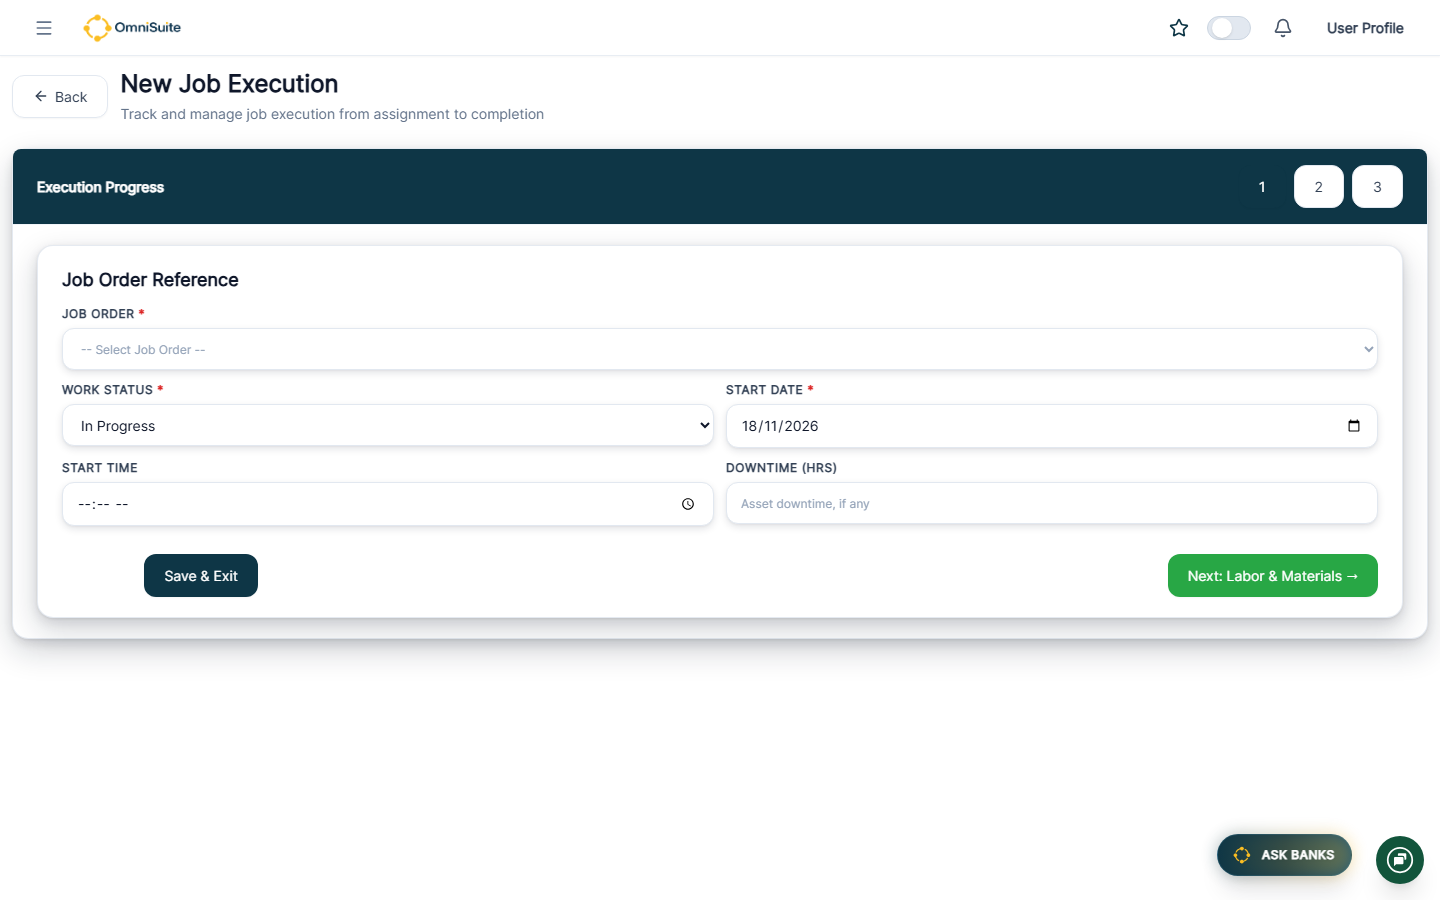 OmniSuite
User Profile
Back
New Job Execution
Track and manage job execution from assignment to completion
Execution Progress
1
2
3
Job Order Reference
JOB ORDER *
-- Select Job Order --
WORK STATUS *
START DATE *
In Progress
18/11/2026
START TIME
DOWNTIME (HRS)
--:-- --
Asset downtime, if any
Save & Exit
Next: Labor & Materials →
ASK BANKS